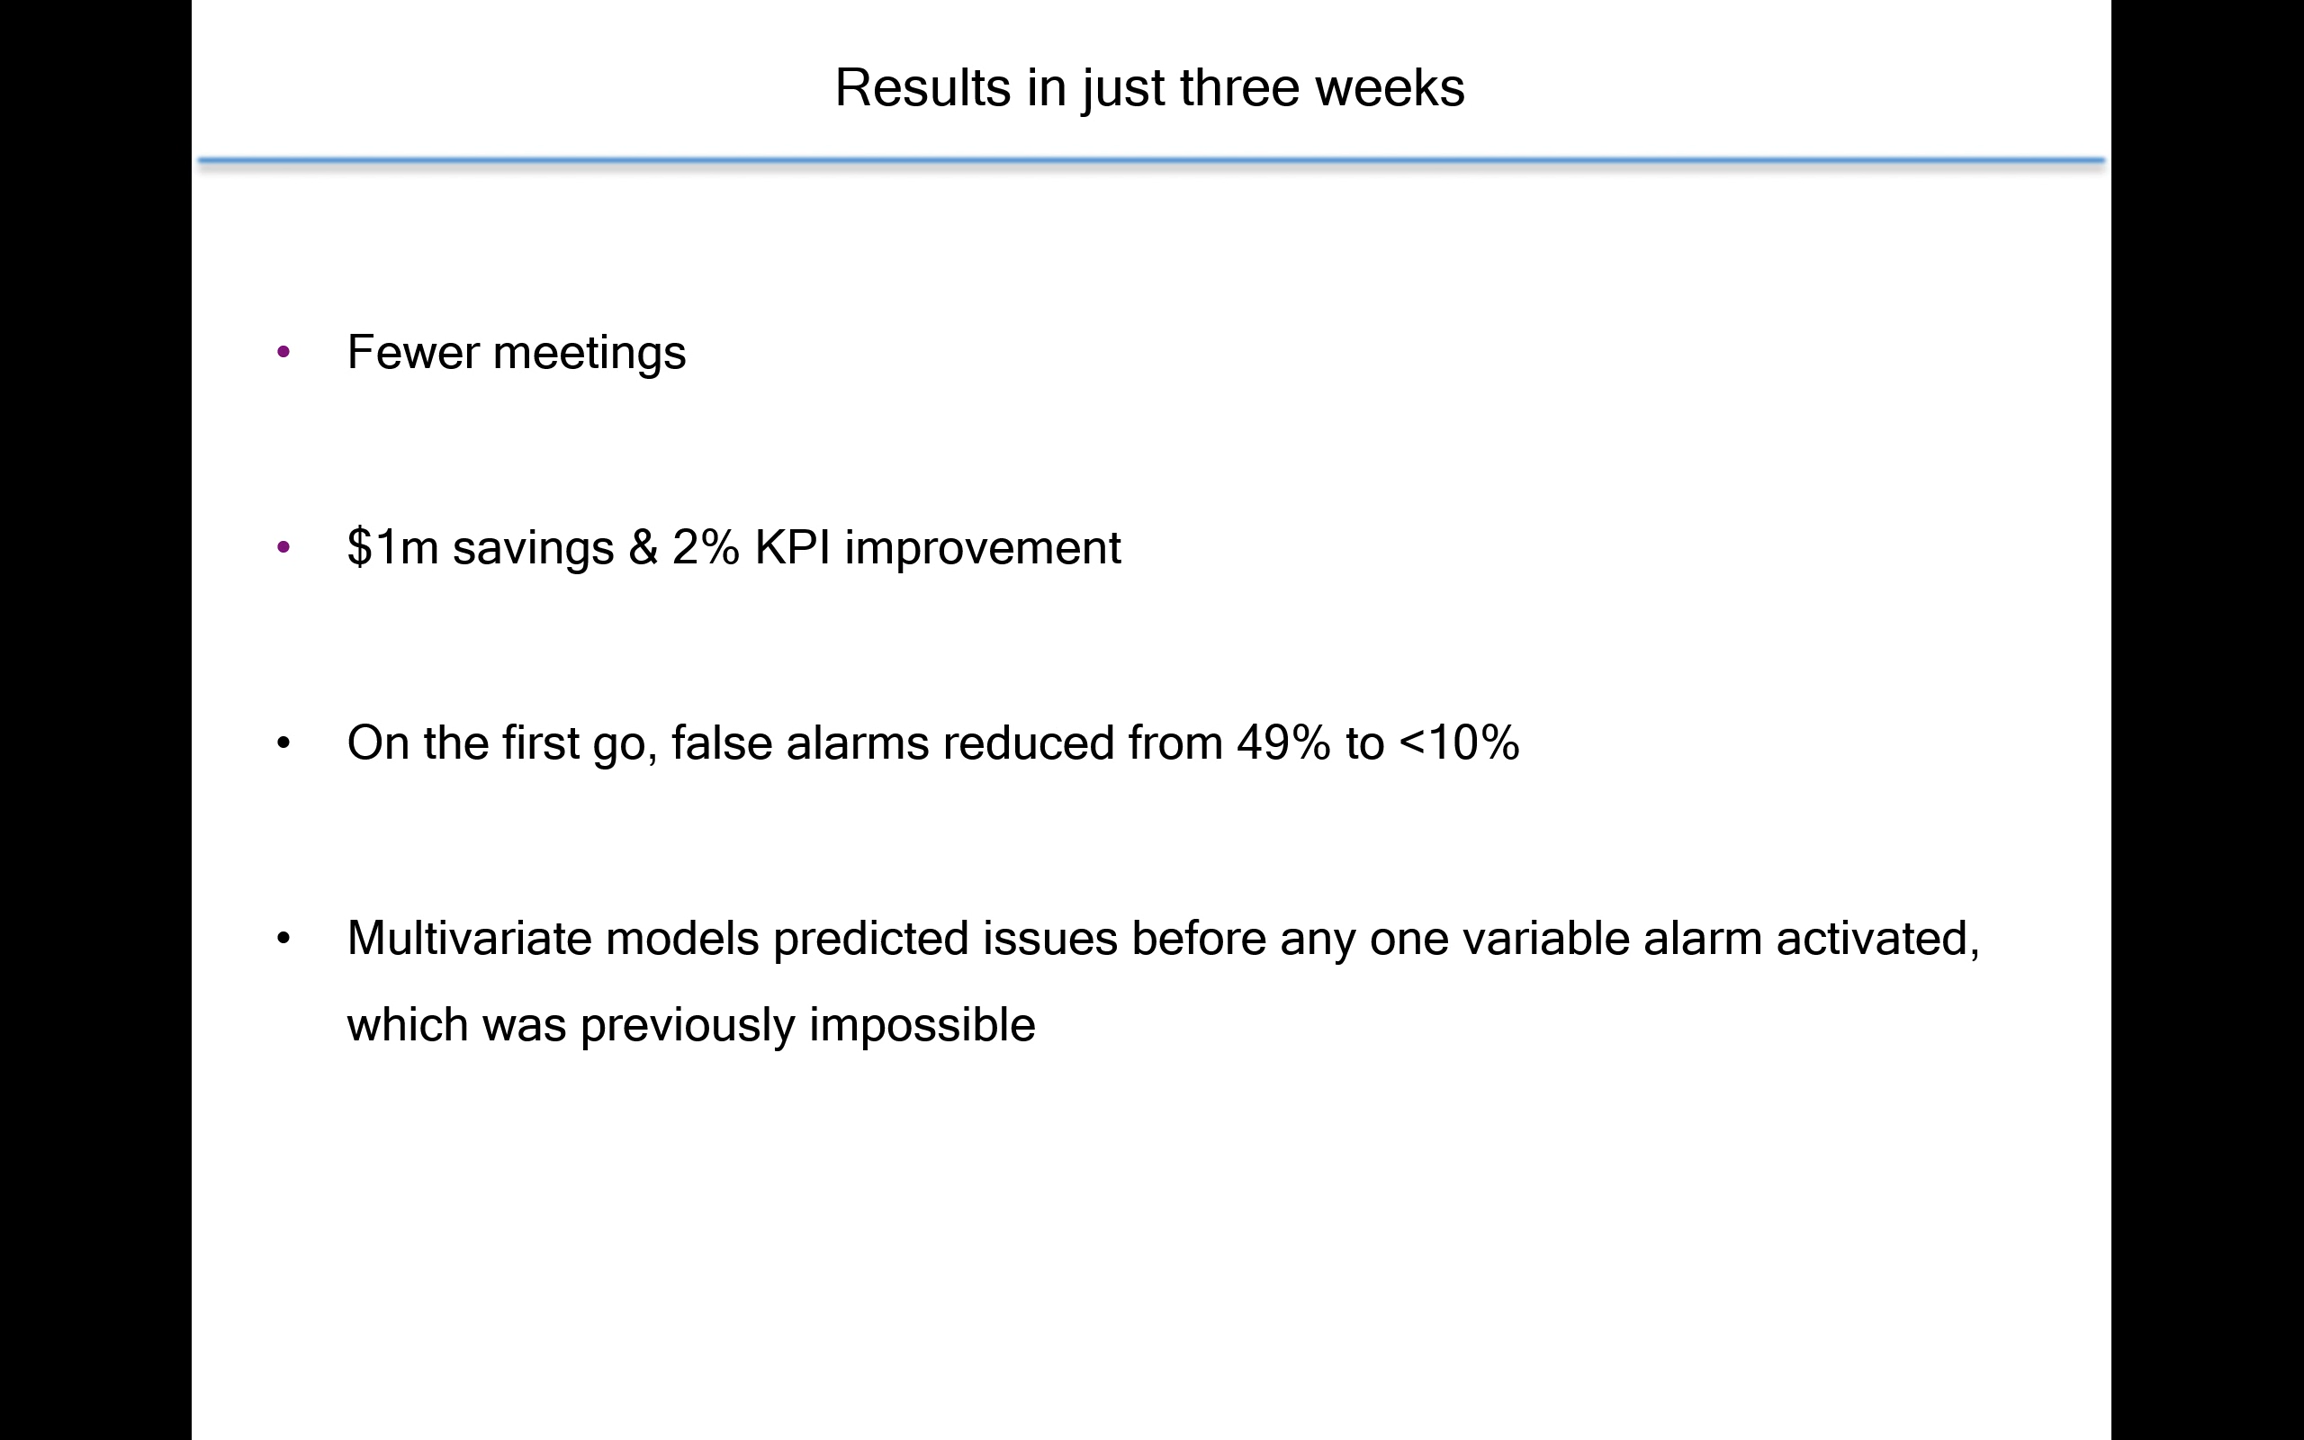 Results in just three weeks
• Fewer meetings
• $1m savings & 2% KPI improvement
• On the first go, false alarms reduced from 49% to <10%
• Multivariate models predicted issues before any one variable alarm activated,
which was previously impossible